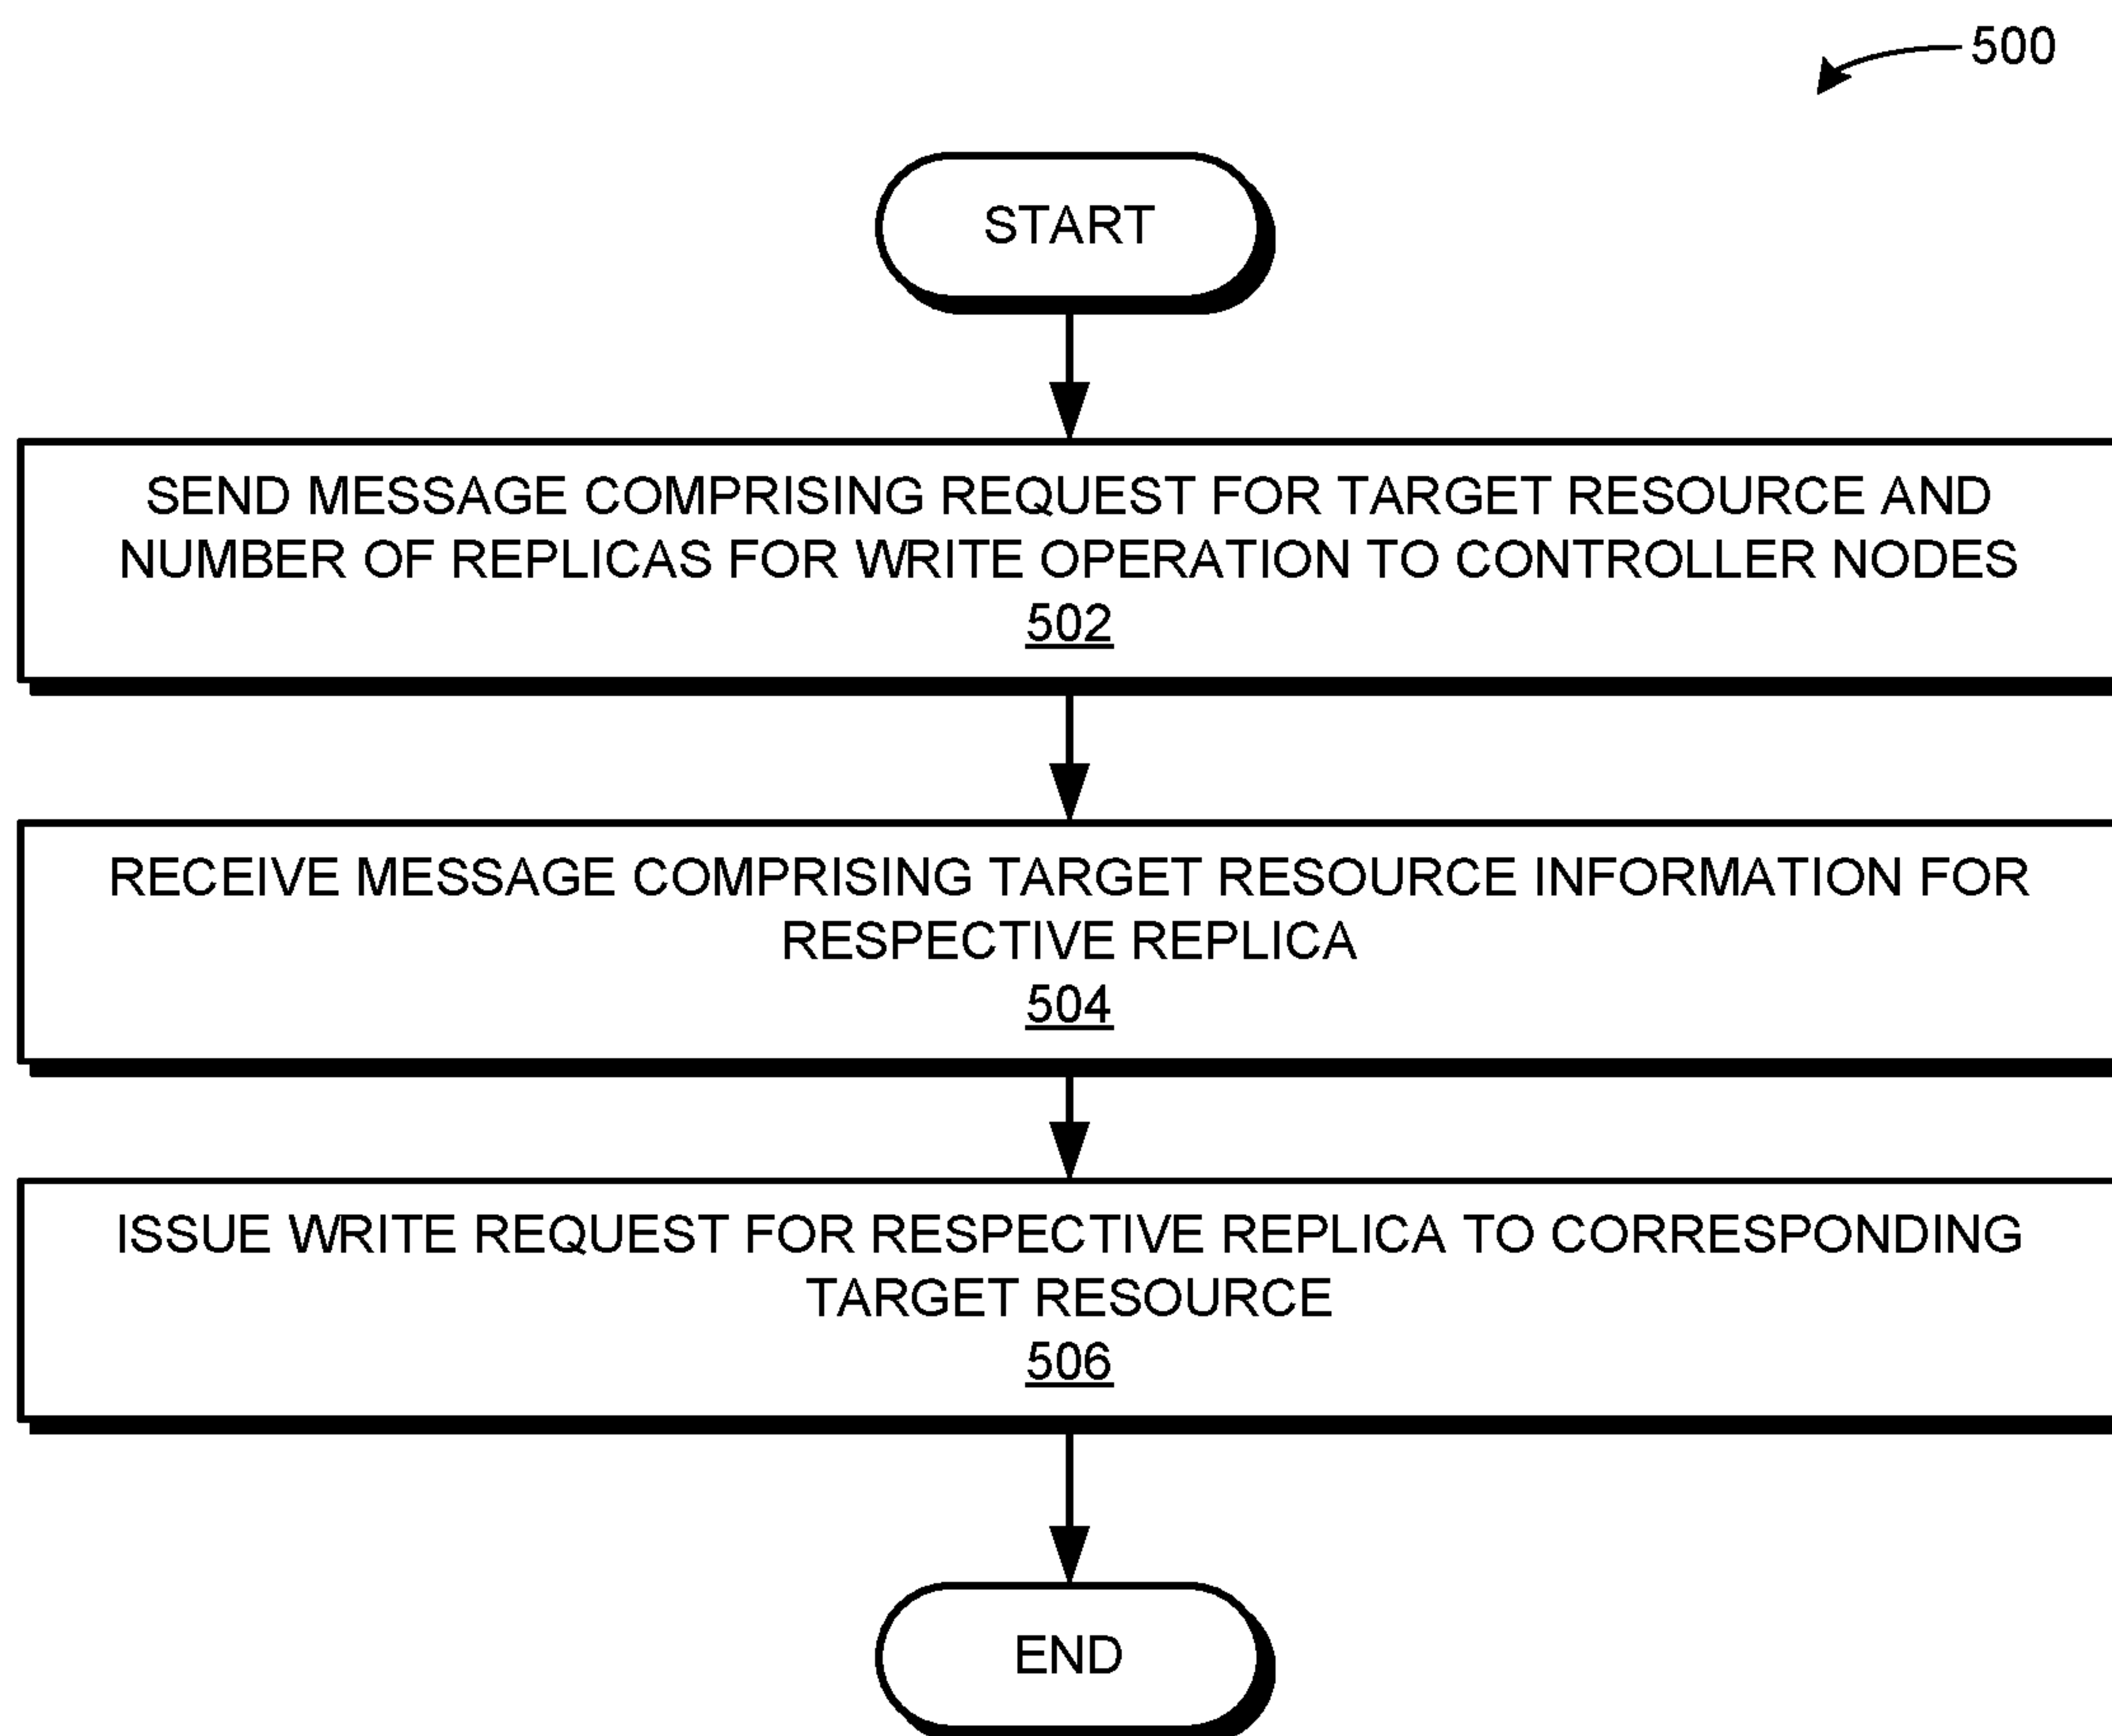 500
START
SEND MESSAGE COMPRISING REQUEST FOR TARGET RESOURCE AND
NUMBER OF REPLICAS FOR WRITE OPERATION TO CONTROLLER NODES
502
RECEIVE MESSAGE COMPRISING TARGET RESOURCE INFORMATION FOR
RESPECTIVE REPLICA
504
ISSUE WRITE REQUEST FOR RESPECTIVE REPLICA TO CORRESPONDING
TARGET RESOURCE
506
END